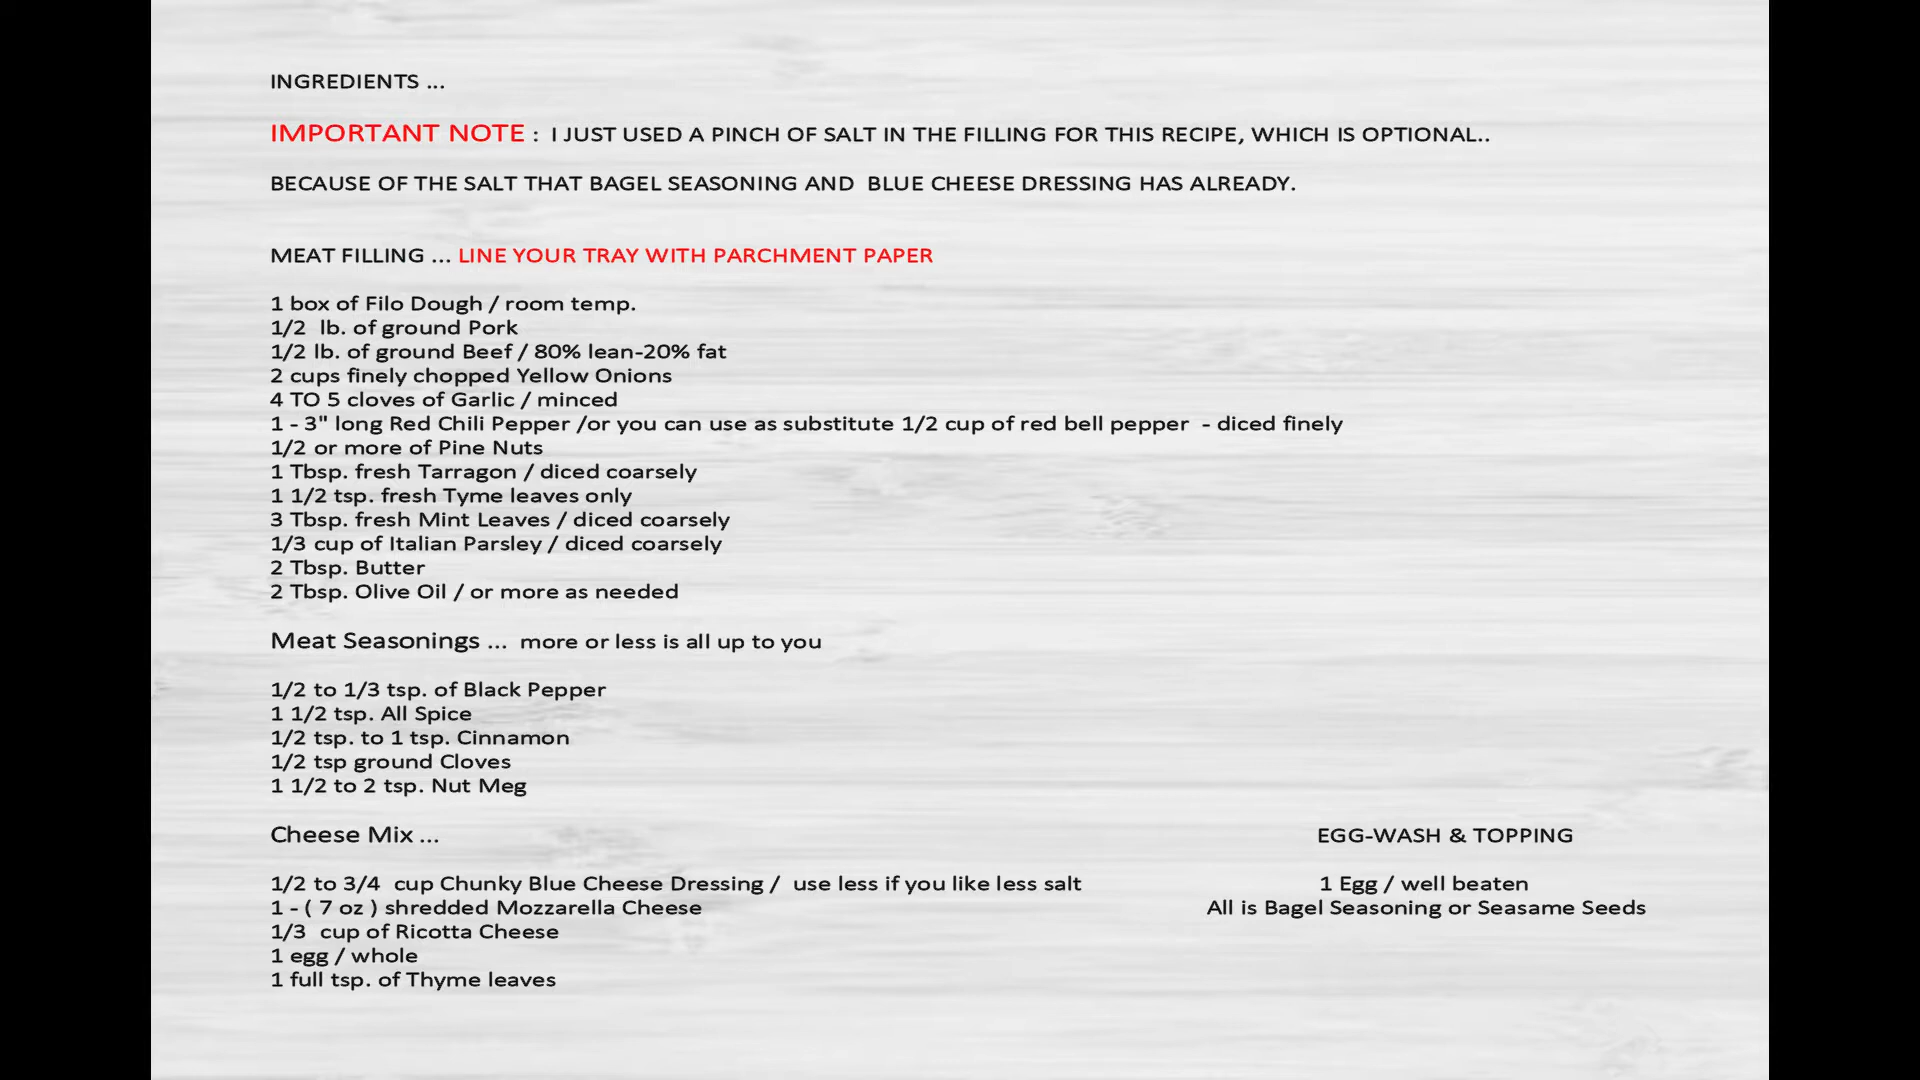 INGREDIENTS ...
IMPORTANT NOTE : I JUST USED A PINCH OF SALT IN THE FILLING FOR THIS RECIPE, WHICH IS OPTIONAL..
BECAUSE OF THE SALT THAT BAGEL SEASONING AND BLUE CHEESE DRESSING HAS ALREADY.
MEAT FILLING ... LINE YOUR TRAY WITH PARCHMENT PAPER
1 box of Filo Dough / room temp.
1/2 lb. of ground Pork
1/2 lb. of ground Beef / 80% lean-20% fat
2 cups finely chopped Yellow Onions
4 TO 5 cloves of Garlic / minced
1 - 3" long Red Chili Pepper /or you can use as substitute 1/2 cup of red bell pepper - diced finely
1/2 or more of Pine Nuts
1 Tbsp. fresh Tarragon / diced coarsely
1 1/2 tsp. fresh Tyme leaves only
3 Tbsp. fresh Mint Leaves / diced coarsely
1/3 cup of Italian Parsley / diced coarsely
2 Tbsp. Butter
2 Tbsp. Olive Oil / or more as needed
Meat Seasonings ... more or less is all up to you
1/2 to 1/3 tsp. of Black Pepper
1 1/2 tsp. All Spice
1/2 tsp. to 1 tsp. Cinnamon
1/2 tsp ground Cloves
1 1/2 to 2 tsp. Nut Meg
Cheese Mix ...
1/2 to 3/4 cup Chunky Blue Cheese Dressing / use less if you like less salt
1 - ( 7 oz ) shredded Mozzarella Cheese
1/3 cup of Ricotta Cheese
1 egg / whole
1 full tsp. of Thyme leaves
EGG-WASH & TOPPING
1 Egg / well beaten
All is Bagel Seasoning or Seasame Seeds